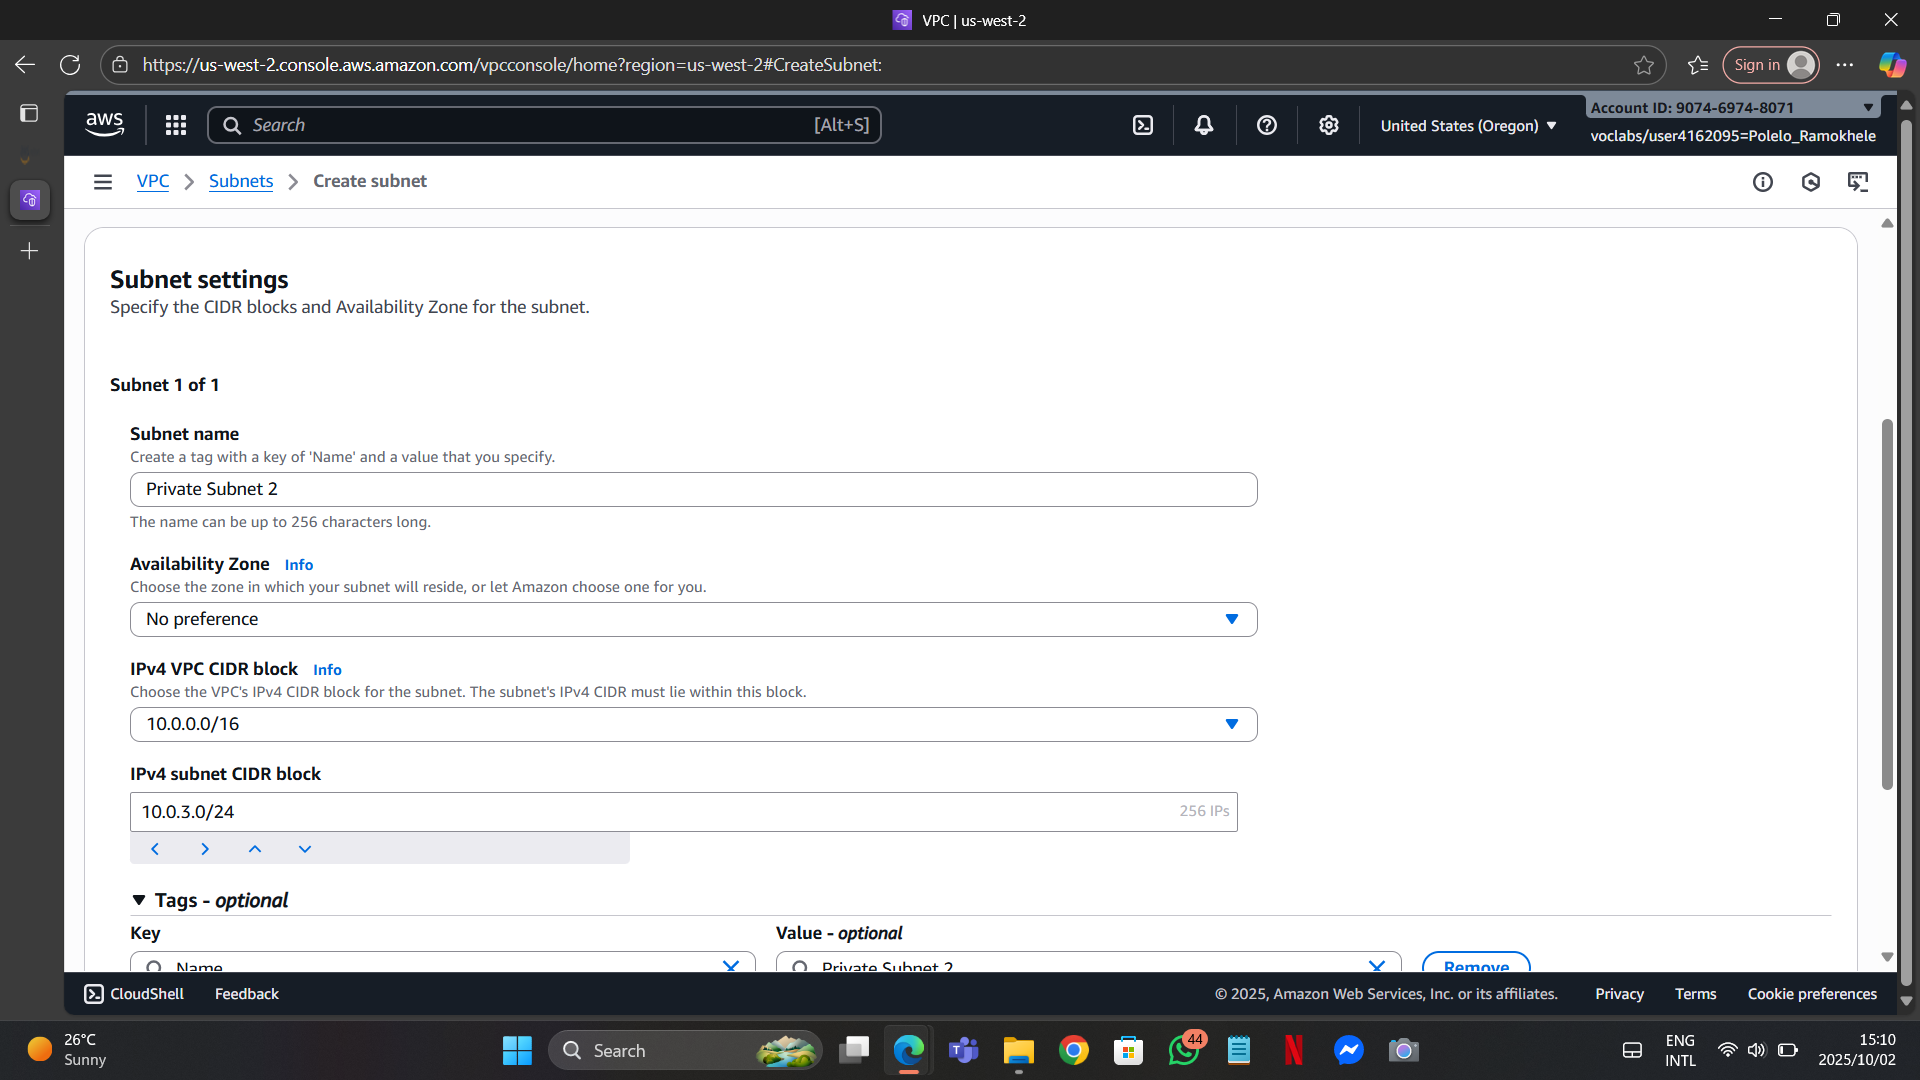 VPC | us-west-2
https://us-west-2.console.aws.amazon.com/vpcconsole/home?region=us-west-2#CreateSubnet:
Sign in
aws
Search [Alt+S]
United States (Oregon)
Account ID: 9074-6974-8071
voclabs/user4162095=Polelo_Ramokhele
VPC
Subnets
Create subnet
Subnet settings
Specify the CIDR blocks and Availability Zone for the subnet.
Subnet 1 of 1
Subnet name
Create a tag with a key of 'Name' and a value that you specify.
Private Subnet 2
The name can be up to 256 characters long.
Availability Zone Info
Choose the zone in which your subnet will reside, or let Amazon choose one for you.
No preference
IPv4 VPC CIDR block Info
Choose the VPC's IPv4 CIDR block for the subnet. The subnet's IPv4 CIDR must lie within this block.
10.0.0.0/16
IPv4 subnet CIDR block
10.0.3.0/24 256 IPs
Tags - optional
Key Value - optional
Name Private Subnet 2 Remove
CloudShell Feedback © 2025, Amazon Web Services, Inc. or its affiliates. Privacy Terms Cookie preferences
26°C
Sunny
Search
44
ENG
INTL
15:10
2025/10/02